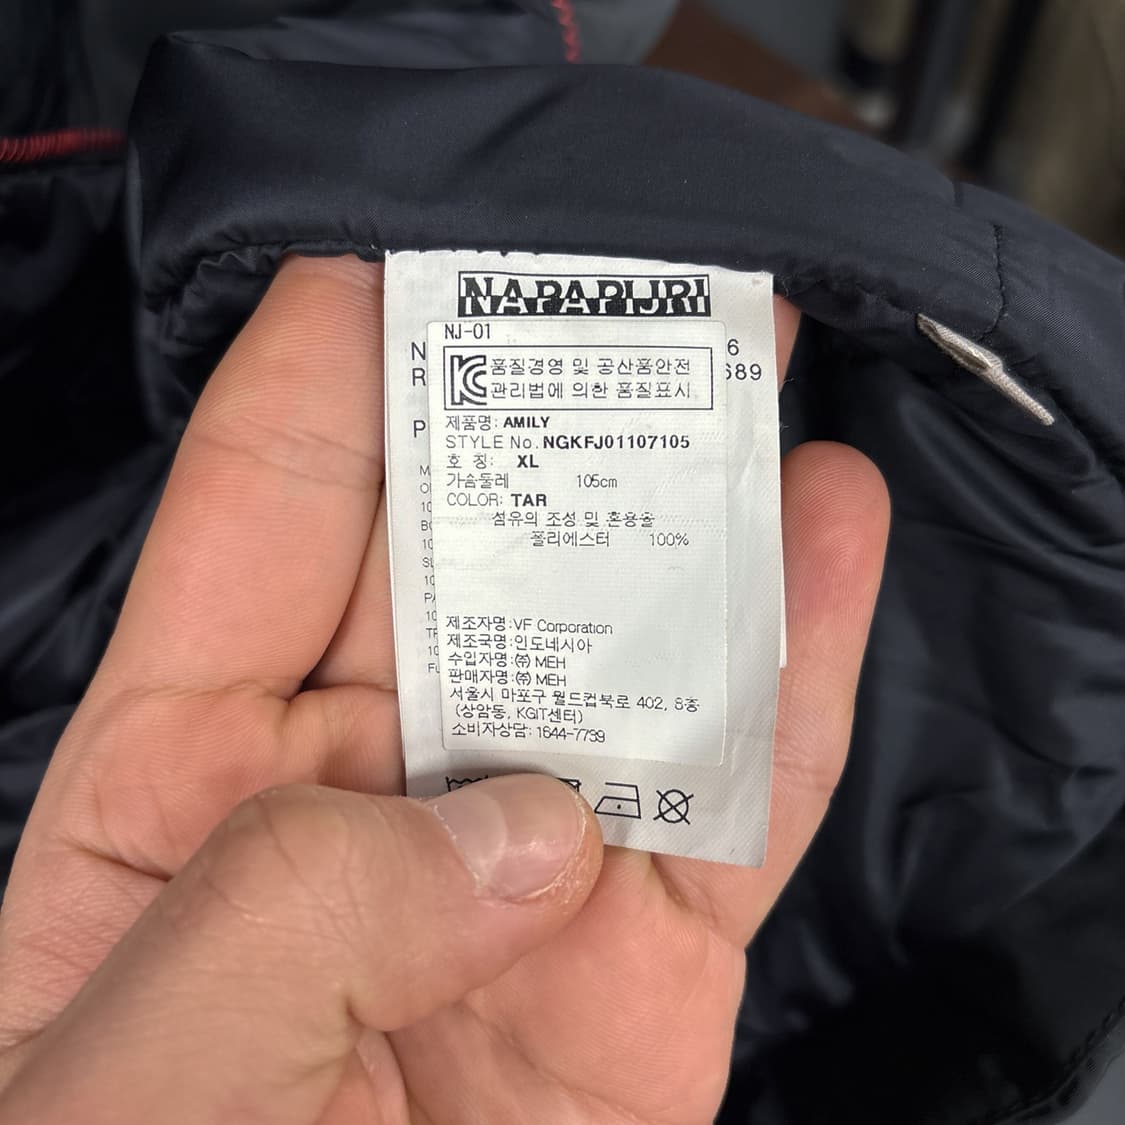 NAPAPIJRI
NJ-01
N 6
R 689
품질경영 및 공산품안전
관리법에 의한 품질표시
P
제품명: AMILY
STYLE No. NGKFJ01107105
호 칭: XL
가슴둘레 105cm
COLOR: TAR
섬유의 조성 및 혼용율
폴리에스터 100%
제조자명:VF Corporation
제조국명:인도네시아
수입자명:㈜ MEH
판매자명:㈜ MEH
서울시 마포구 월드컵북로 402, 8층
(상암동, KGIT센터)
소비자상담: 1644-7799